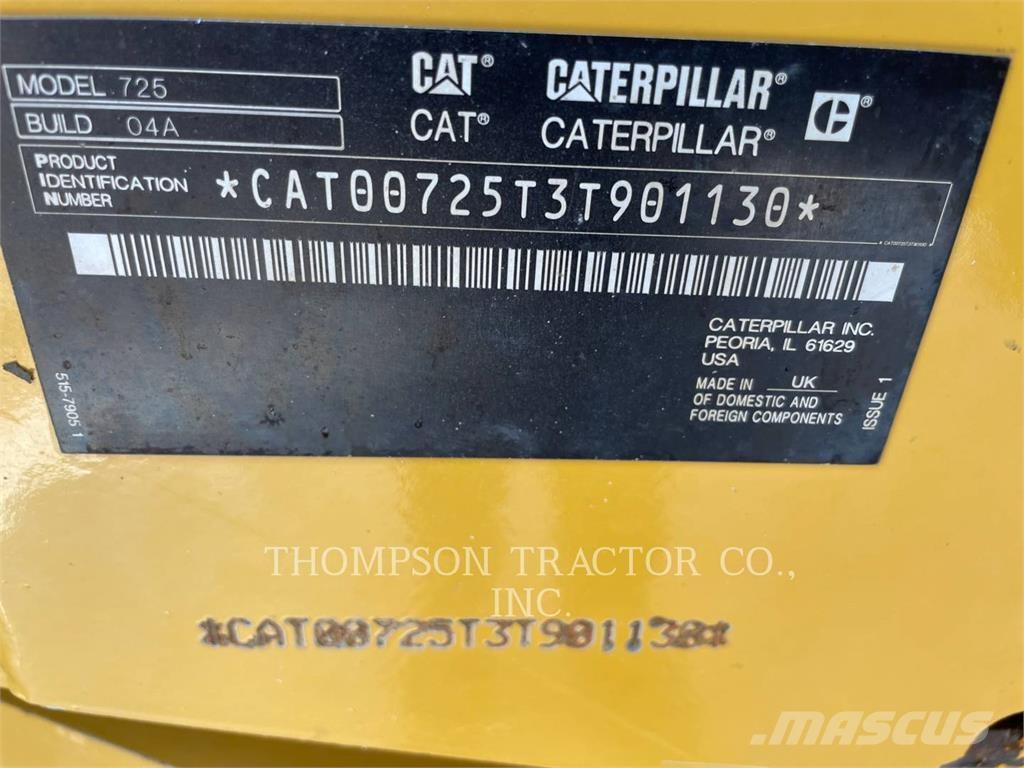 MODEL 725
BUILD 04A
CAT® CATERPILLAR®
CAT® CATERPILLAR®
C®
PRODUCT
IDENTIFICATION
NUMBER
*CAT00725T3T901130*
* CAT00725T3T901130
CATERPILLAR INC.
PEORIA, IL 61629
USA
MADE IN UK
OF DOMESTIC AND
FOREIGN COMPONENTS
ISSUE 1
515-7905 1
THOMPSON TRACTOR CO.,
INC.
*CAT00725T3T901130*
MASCUS